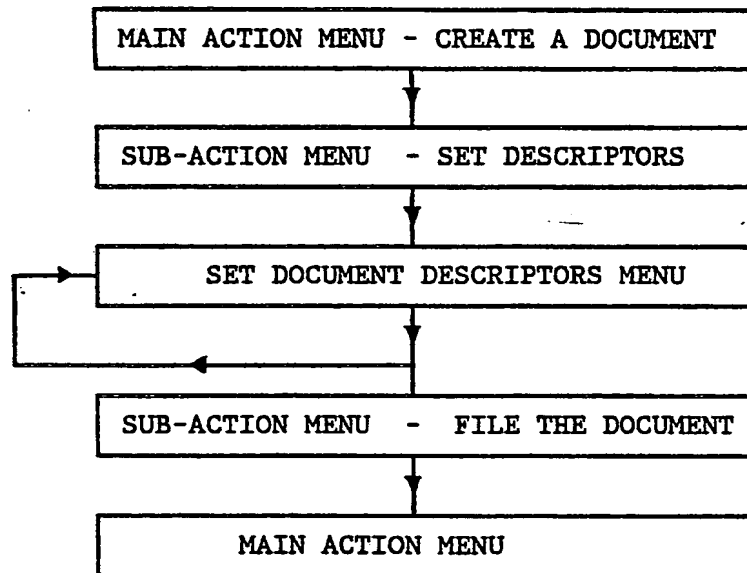 MAIN ACTION MENU - CREATE A DOCUMENT
SUB-ACTION MENU - SET DESCRIPTORS
SET DOCUMENT DESCRIPTORS MENU
SUB-ACTION MENU - FILE THE DOCUMENT
MAIN ACTION MENU